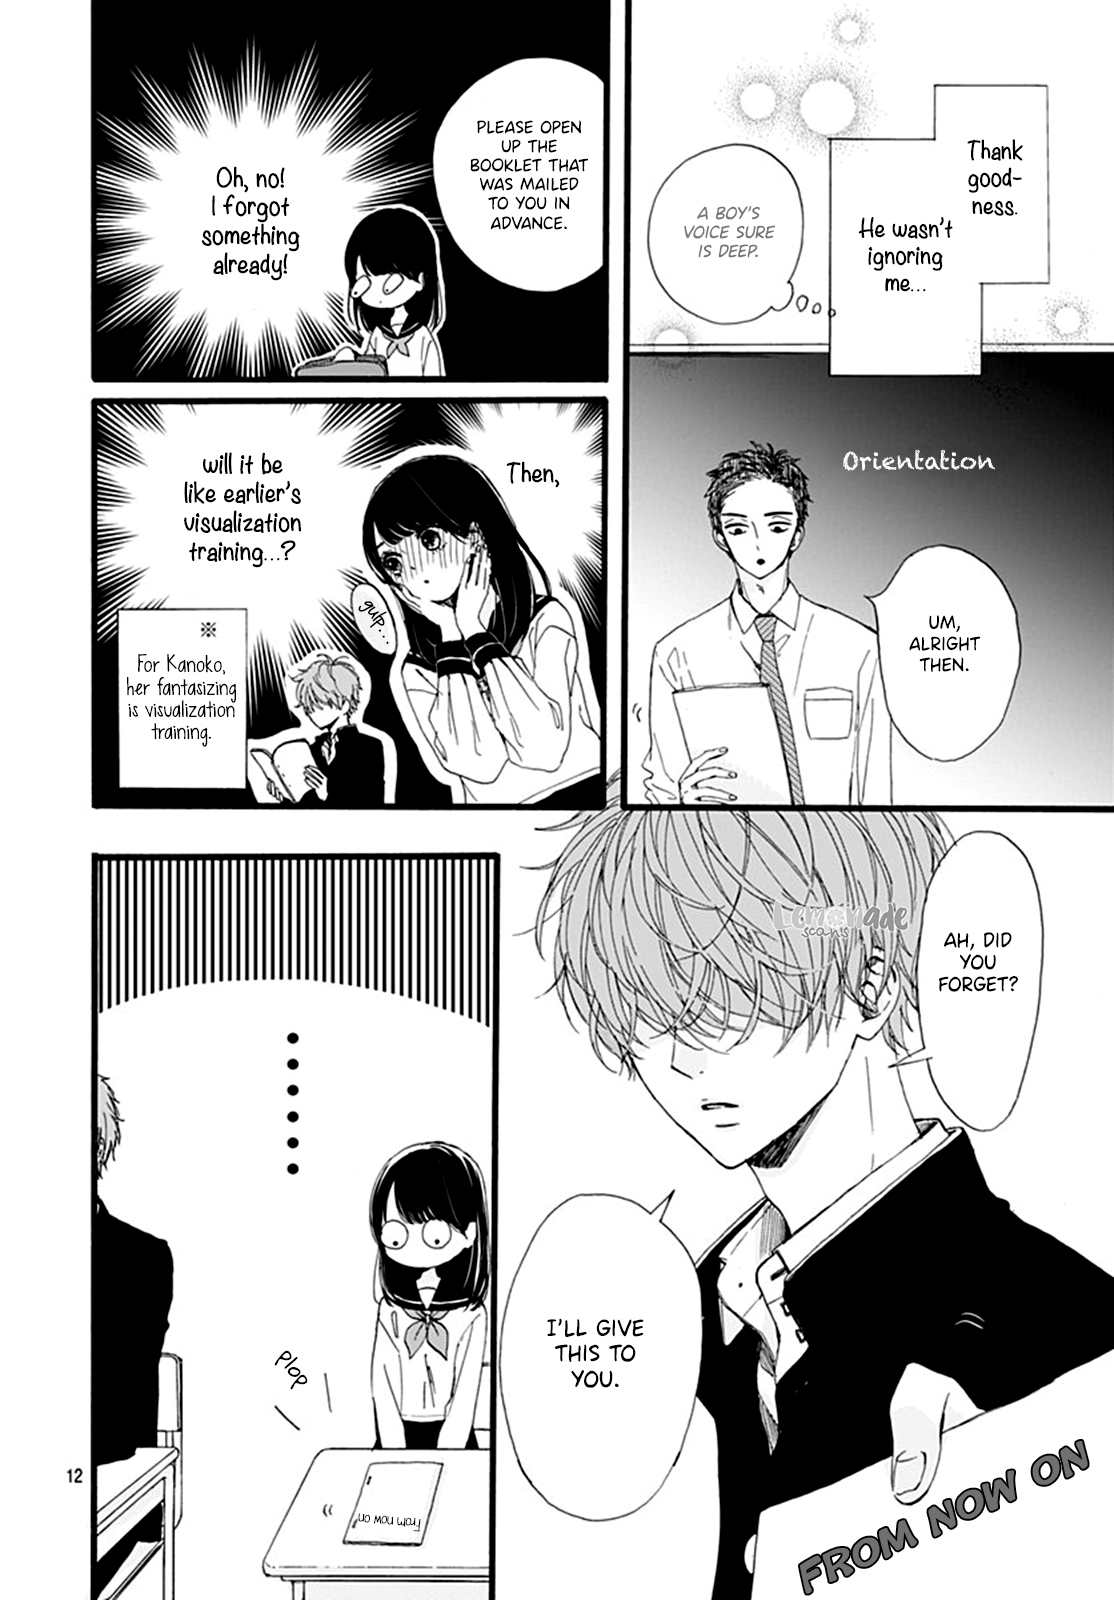 Thank
good-
ness.
He wasn't
ignoring
me...
A BOY'S
VOICE SURE
IS DEEP.
Orientation
UM,
ALRIGHT
THEN.
PLEASE OPEN
UP THE
BOOKLET THAT
WAS MAILED
TO YOU IN
ADVANCE.
Oh, no!
I forgot
something
already!
Then,
will it be
like earlier's
visualization
training...?
gulp...
※
For Kanoko,
her fantasizing
is visualization
training.
AH, DID
YOU
FORGET?
Lemonade
scans
I'LL GIVE
THIS TO
YOU.
FROM NOW ON
......
Plop
From now on
12